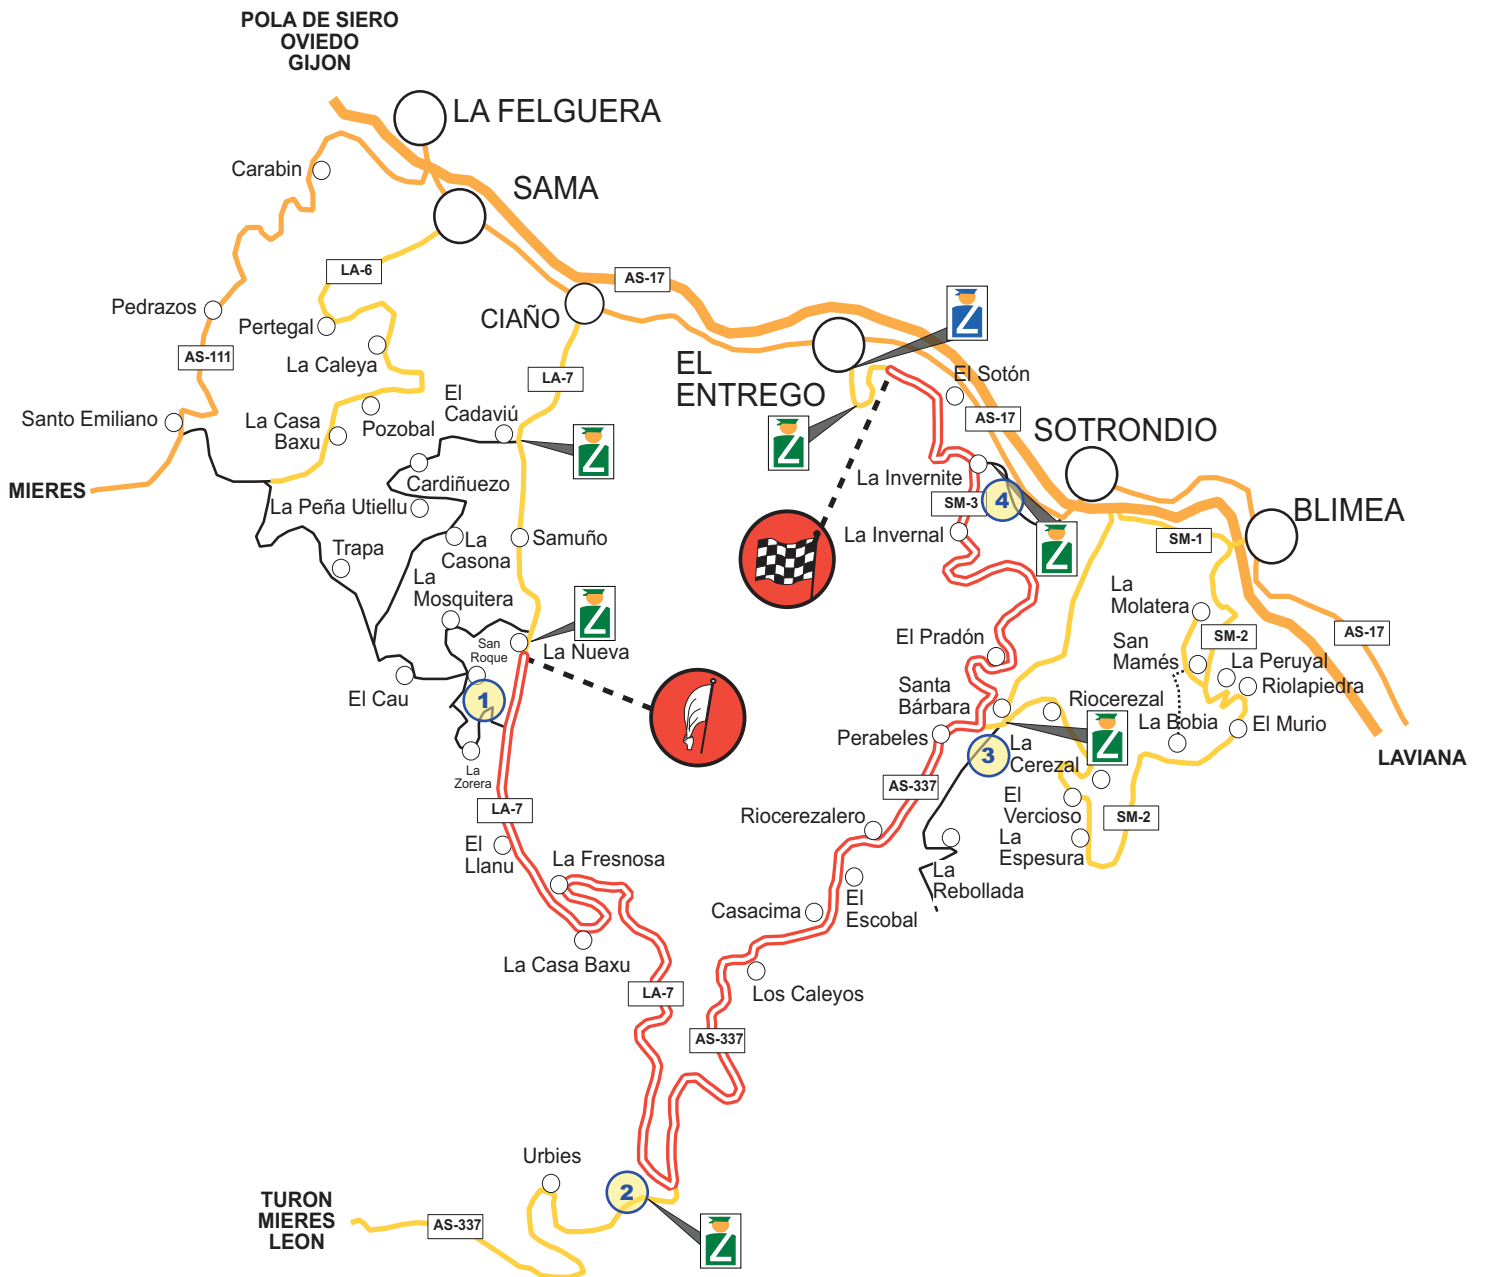 POLA DE SIERO
OVIEDO
GIJON
LA FELGUERA
Carabin
SAMA
LA-6
AS-17
Pedrazos
CIAÑO
Pertegal
AS-111
La Caleya
EL
ENTREGO
LA-7
El Sotón
El
Cadaviú
Santo Emiliano
La Casa
Baxu
Pozobal
AS-17
SOTRONDIO
Z
Z
Z
MIERES
Cardiñuezo
La Invernite
SM-3
4
La Peña Utiellu
BLIMEA
La Invernal
SM-1
Trapa
La
Casona
Samuño
Z
La
Mosquitera
La
Molatera
Z
El Pradón
SM-2
AS-17
San
Roque
La Nueva
San
Mamés
La Peruyal
Riolapiedra
El Cau
1
Santa
Bárbara
Riocerezal
La Bobia
El Murio
Perabeles
3
La
Cerezal
Z
LAVIANA
La
Zorera
AS-337
El
Vercioso
LA-7
Riocerezalero
SM-2
El
Llanu
La
Espesura
La Fresnosa
La
Rebollada
El
Escobal
Casacima
La Casa Baxu
Los Caleyos
LA-7
AS-337
Urbies
2
TURON
MIERES
LEON
AS-337
Z